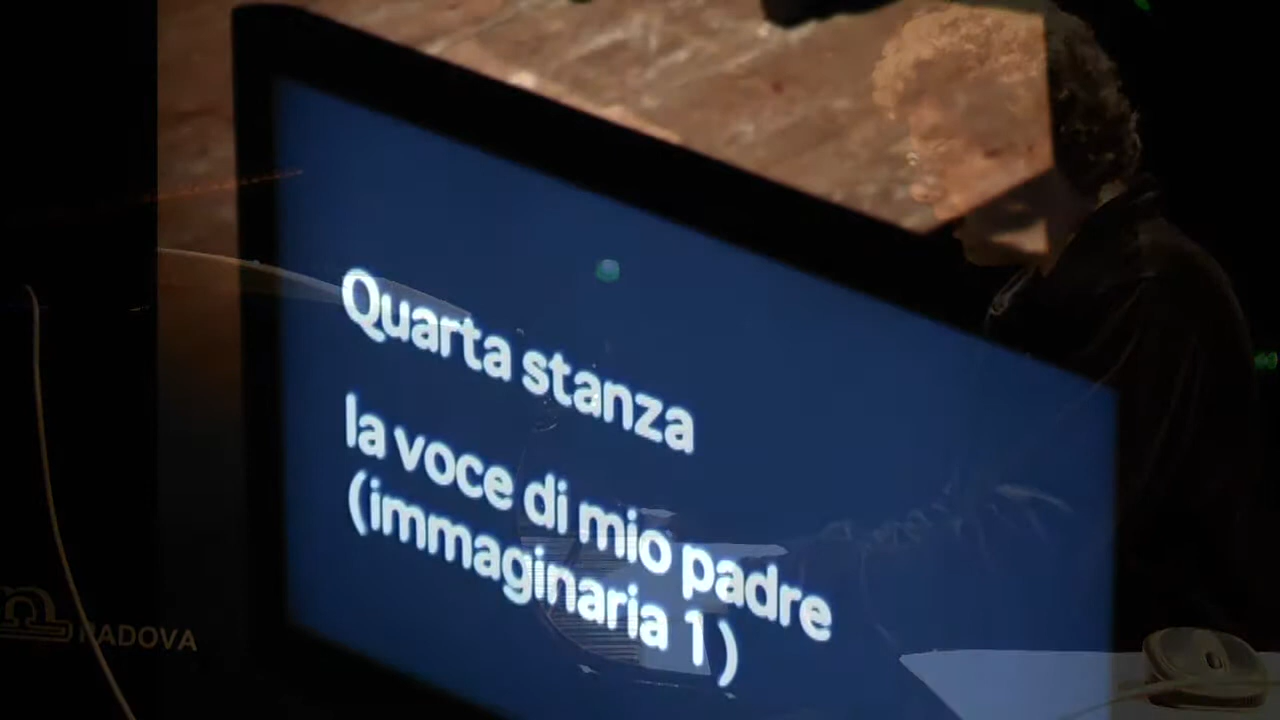 Quarta stanza
la voce di mio padre
(immaginaria 1)
PADOVA